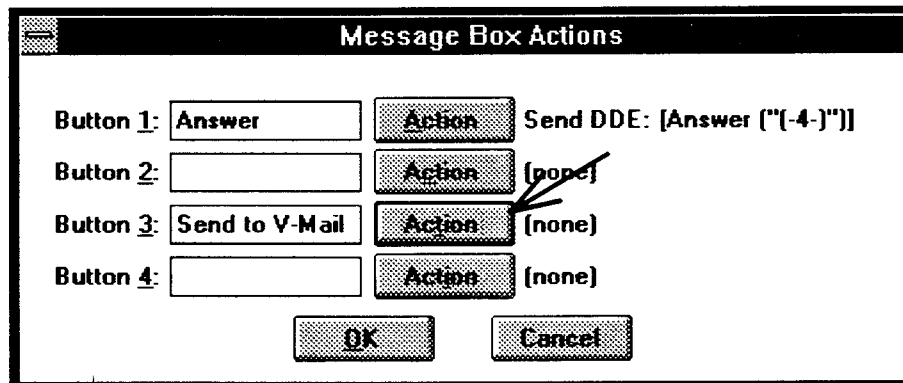 Message Box Actions
Button 1: Answer Action Send DDE: [Answer ("(-4-)")]
Button 2: Action (none)
Button 3: Send to V-Mail Action (none)
Button 4: Action (none)
OK Cancel